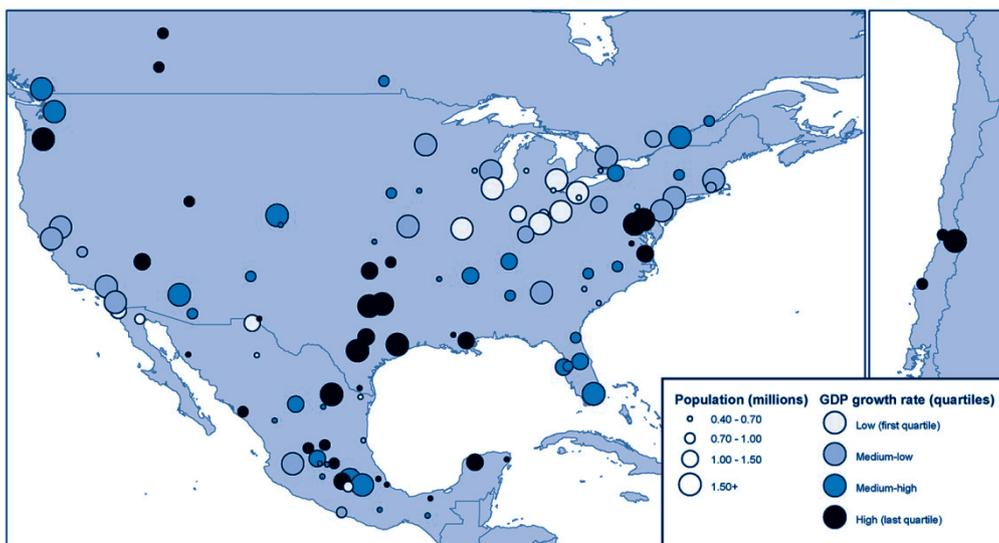 Population (millions)
0.40 - 0.70
0.70 - 1.00
1.00 - 1.50
1.50+
GDP growth rate (quartiles)
Low (first quartile)
Medium-low
Medium-high
High (last quartile)